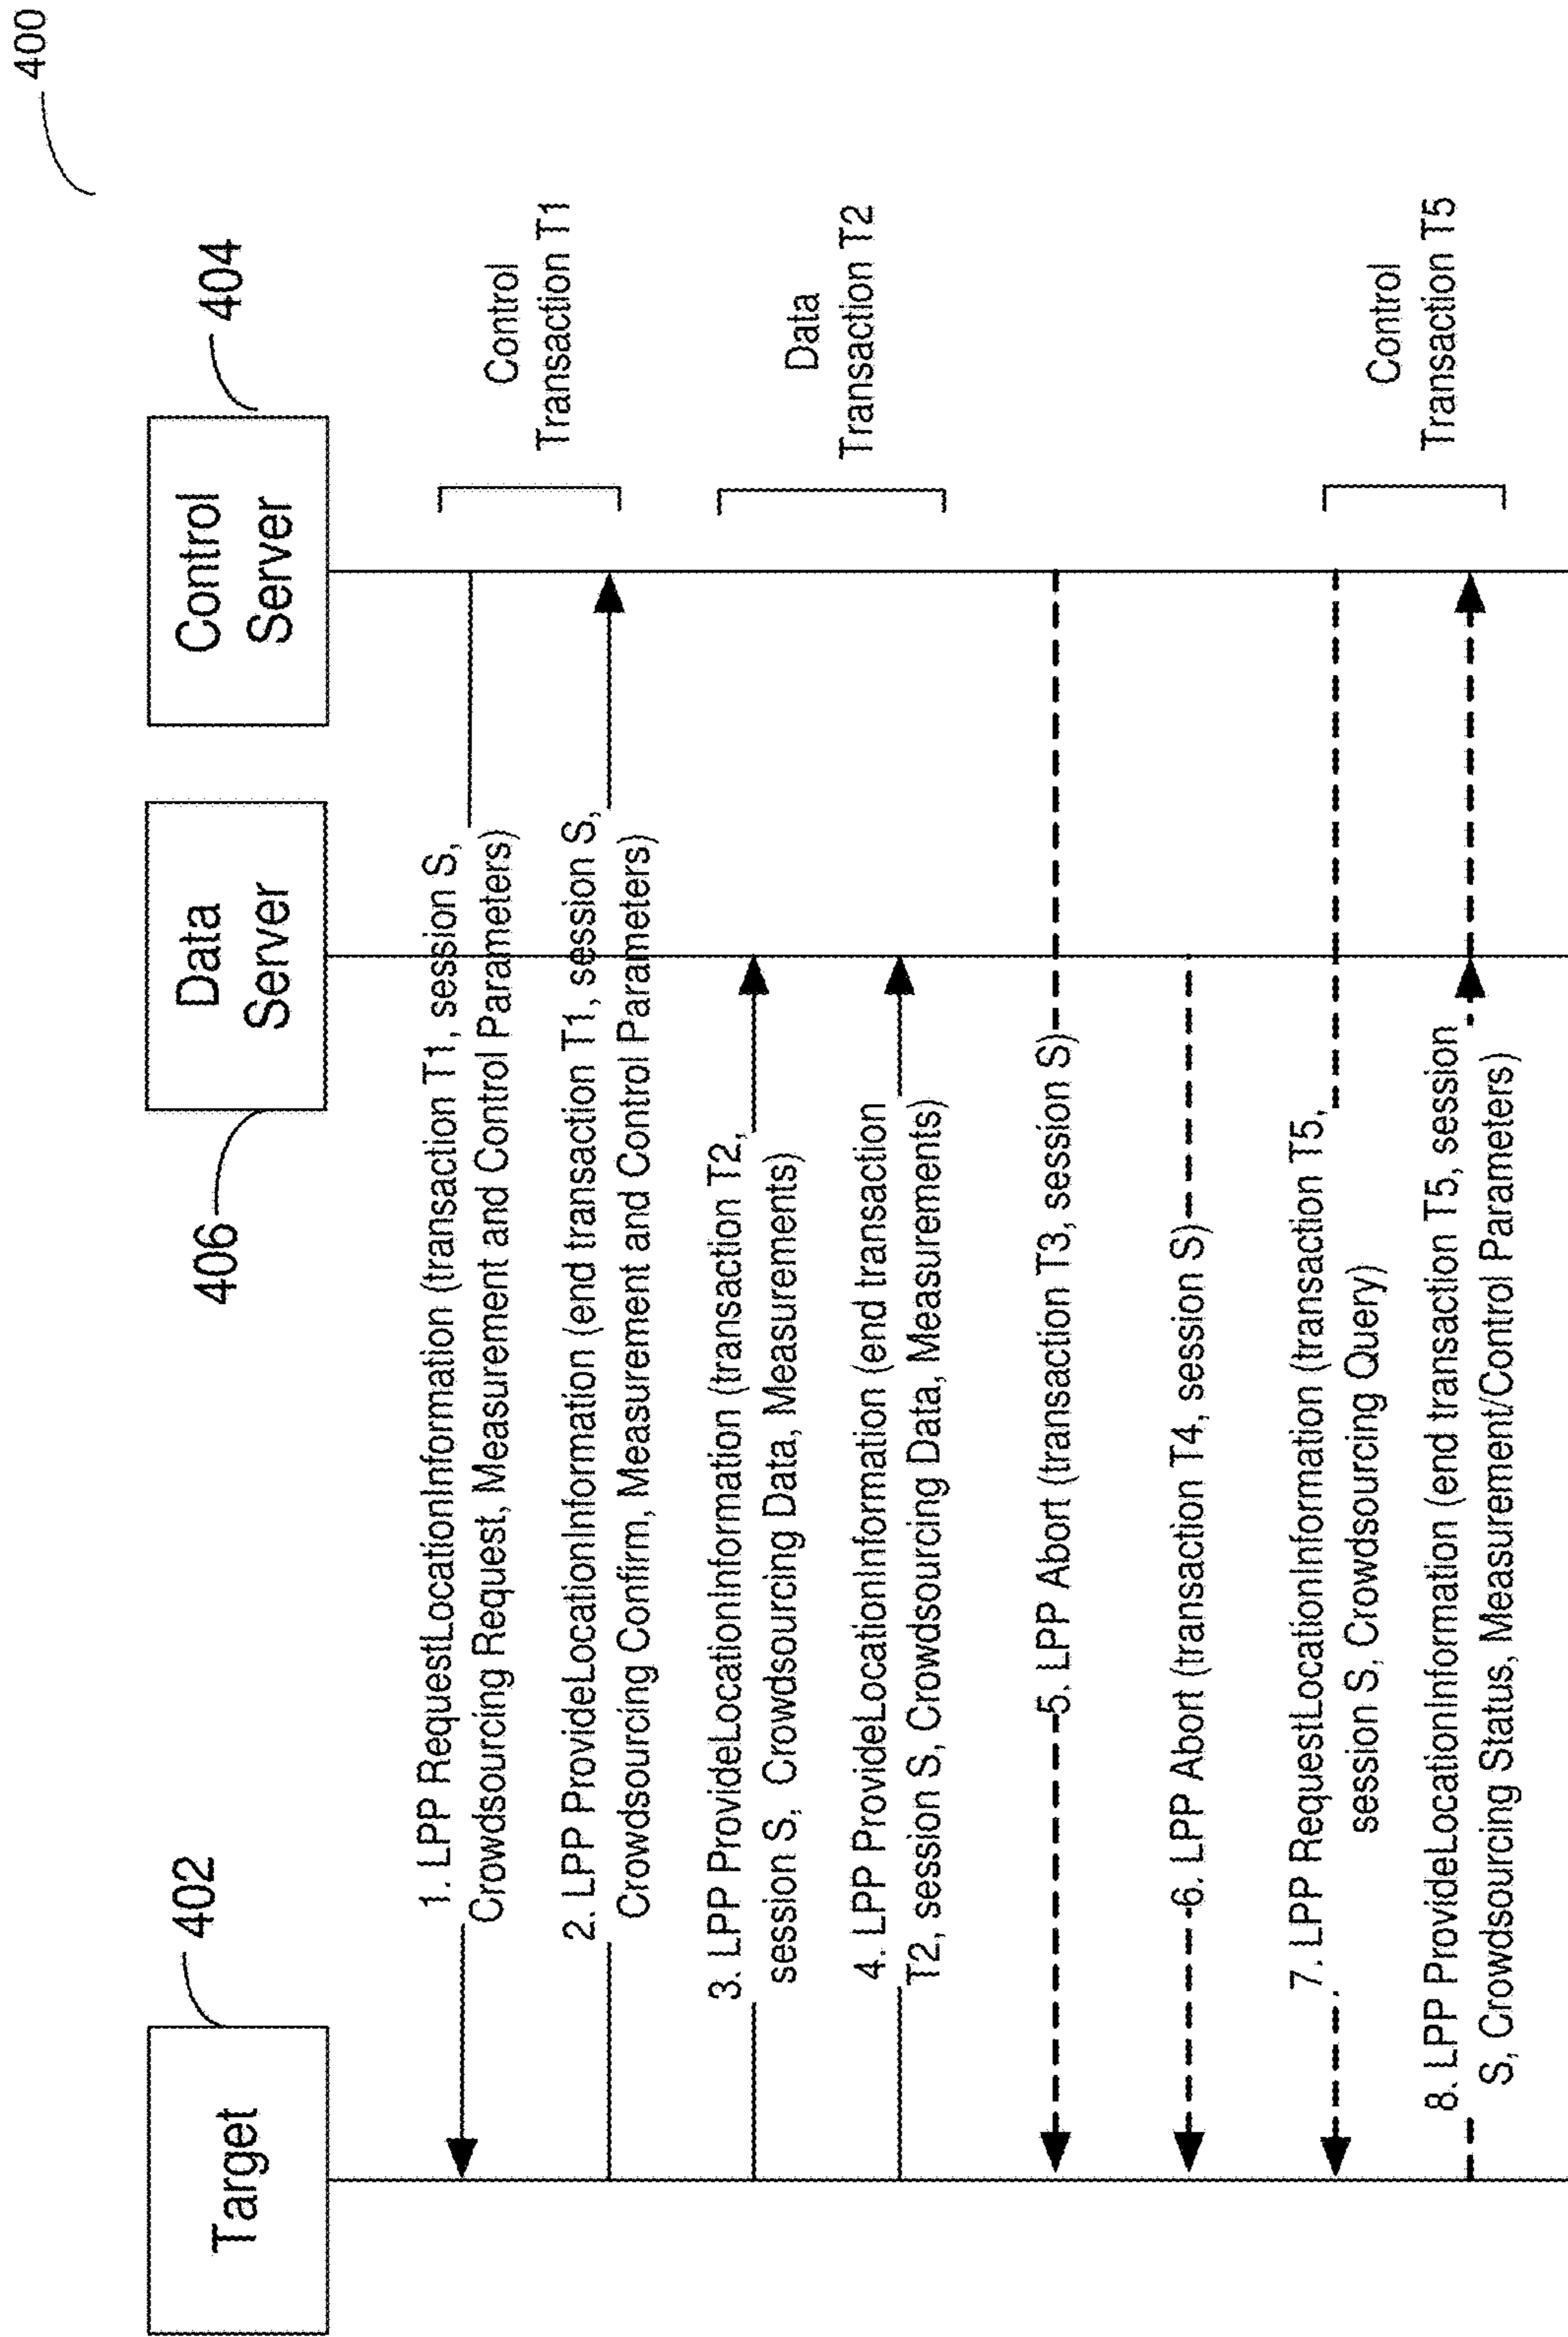 400
402
406
404
Target
Data
Server
Control
Server
1. LPP RequestLocationInformation (transaction T1, session S,
Crowdsourcing Request, Measurement and Control Parameters)
2. LPP ProvideLocationInformation (end transaction T1, session S,
Crowdsourcing Confirm, Measurement and Control Parameters)
Control
Transaction T1
3. LPP ProvideLocationInformation (transaction T2,
session S, Crowdsourcing Data, Measurements)
4. LPP ProvideLocationInformation (end transaction
T2, session S, Crowdsourcing Data, Measurements)
Data
Transaction T2
5. LPP Abort (transaction T3, session S)
6. LPP Abort (transaction T4, session S)
7. LPP RequestLocationInformation (transaction T5,
session S, Crowdsourcing Query)
8. LPP ProvideLocationInformation (end transaction T5, session
S, Crowdsourcing Status, Measurement/Control Parameters)
Control
Transaction T5